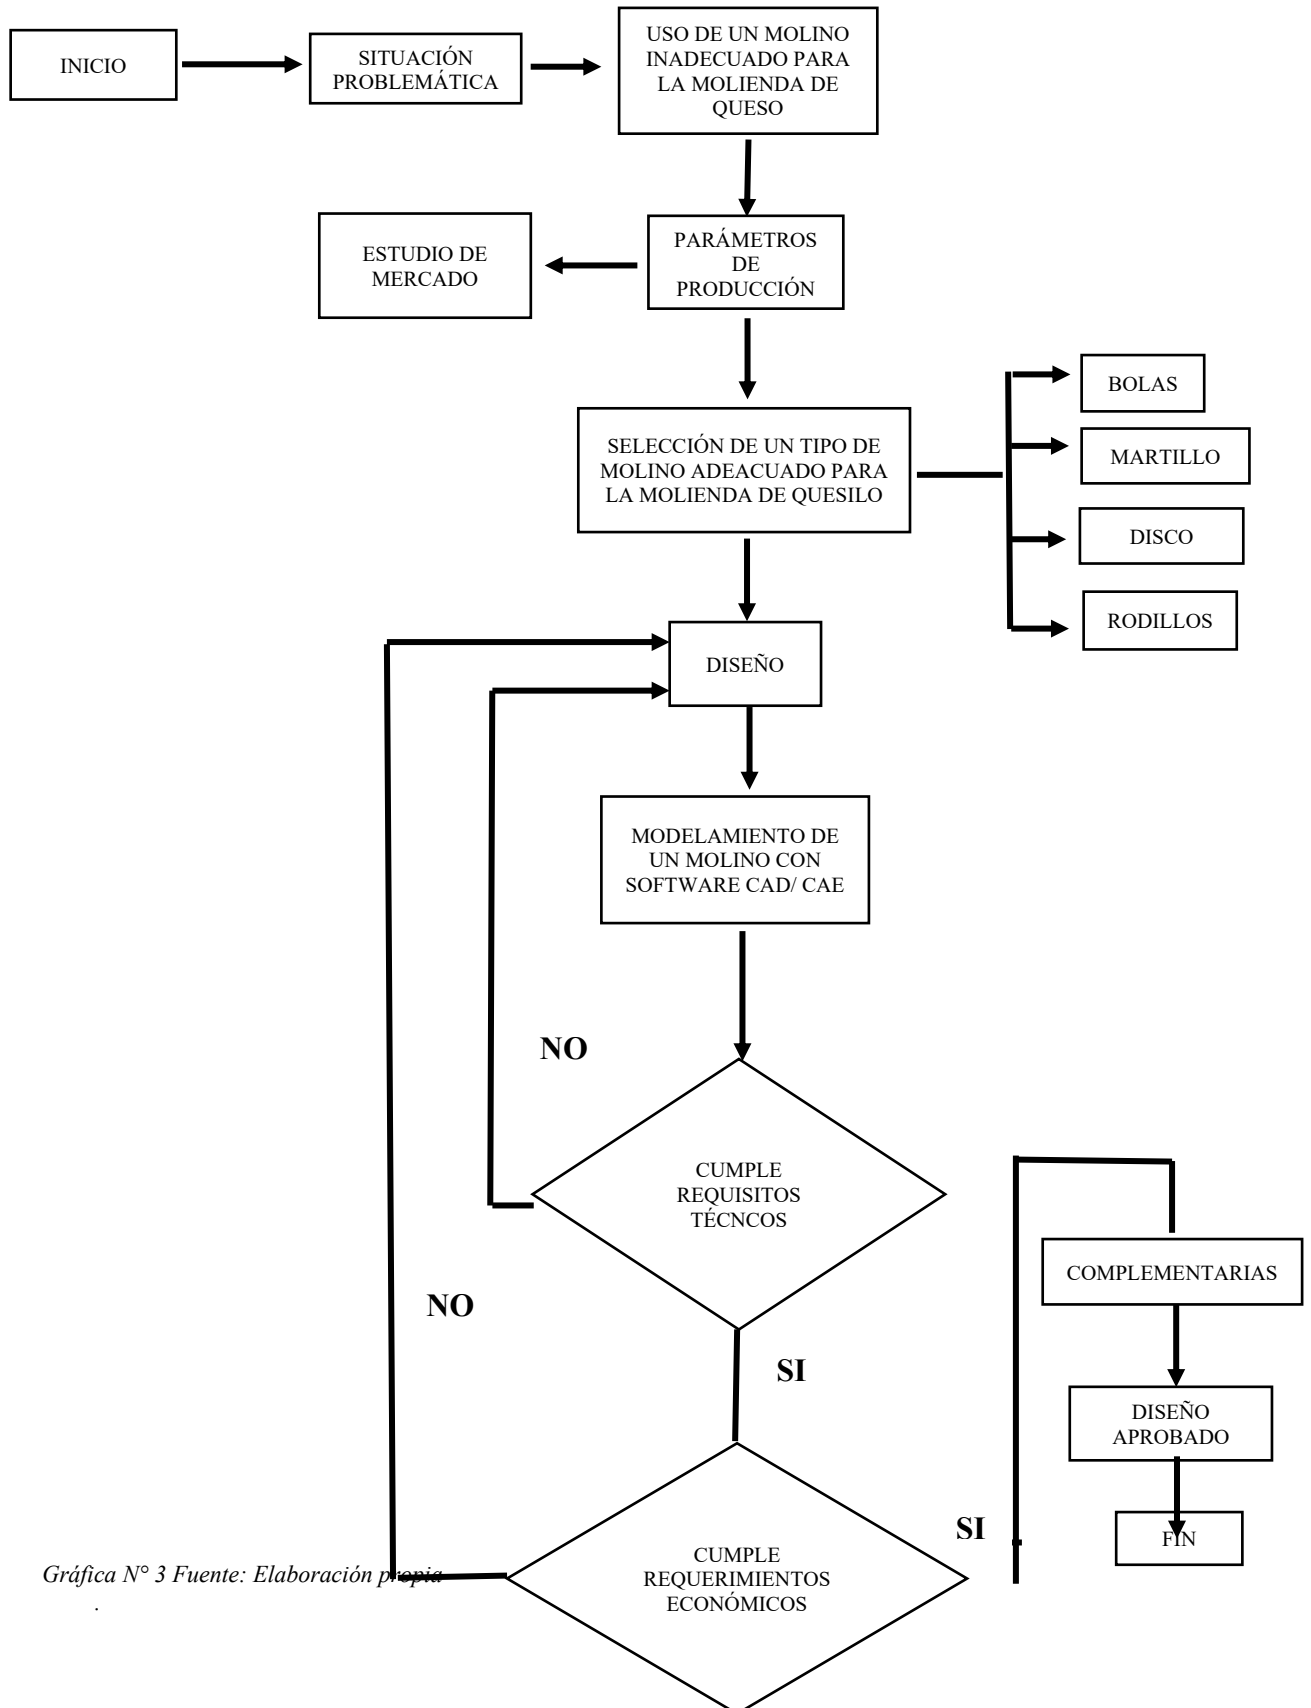 INICIO
SITUACIÓN
PROBLEMÁTICA
USO DE UN MOLINO
INADECUADO PARA
LA MOLIENDA DE
QUESO
ESTUDIO DE
MERCADO
PARÁMETROS
DE
PRODUCCIÓN
SELECCIÓN DE UN TIPO DE
MOLINO ADEACUADO PARA
LA MOLIENDA DE QUESILO
BOLAS
MARTILLO
DISCO
RODILLOS
DISEÑO
MODELAMIENTO DE
UN MOLINO CON
SOFTWARE CAD/ CAE
NO
CUMPLE
REQUISITOS
TÉCNCOS
NO
SI
COMPLEMENTARIAS
DISEÑO
APROBADO
SI
FIN
CUMPLE
REQUERIMIENTOS
ECONÓMICOS
Gráfica N° 3 Fuente: Elaboración propia
.